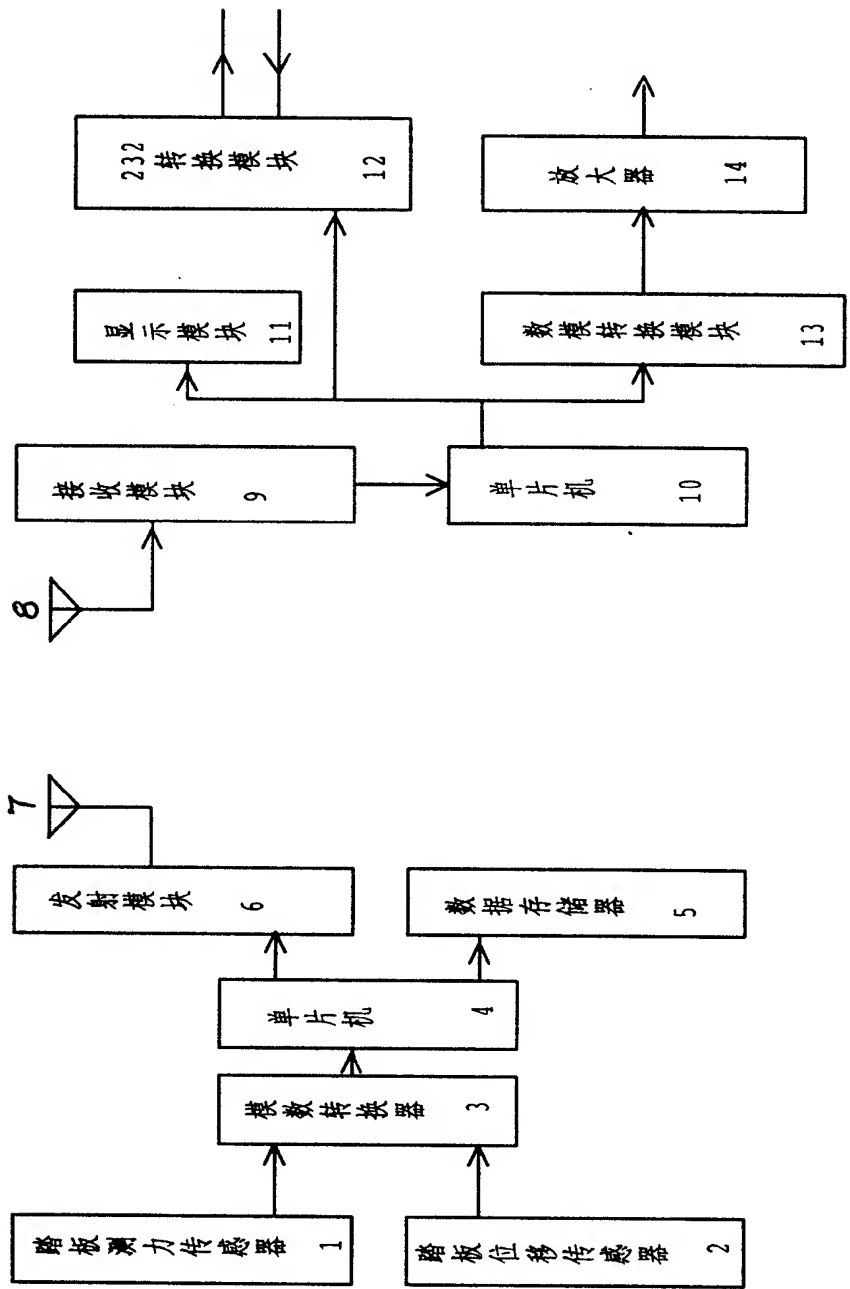 踏板测力传感器 1
踏板位移传感器 2
模数转换器 3
单片机 4
数据存储器 5
发射模块 6
7
8
接收模块 9
单片机 10
显示模块 11
232 转换模块 12
数模转换模块 13
放大器 14